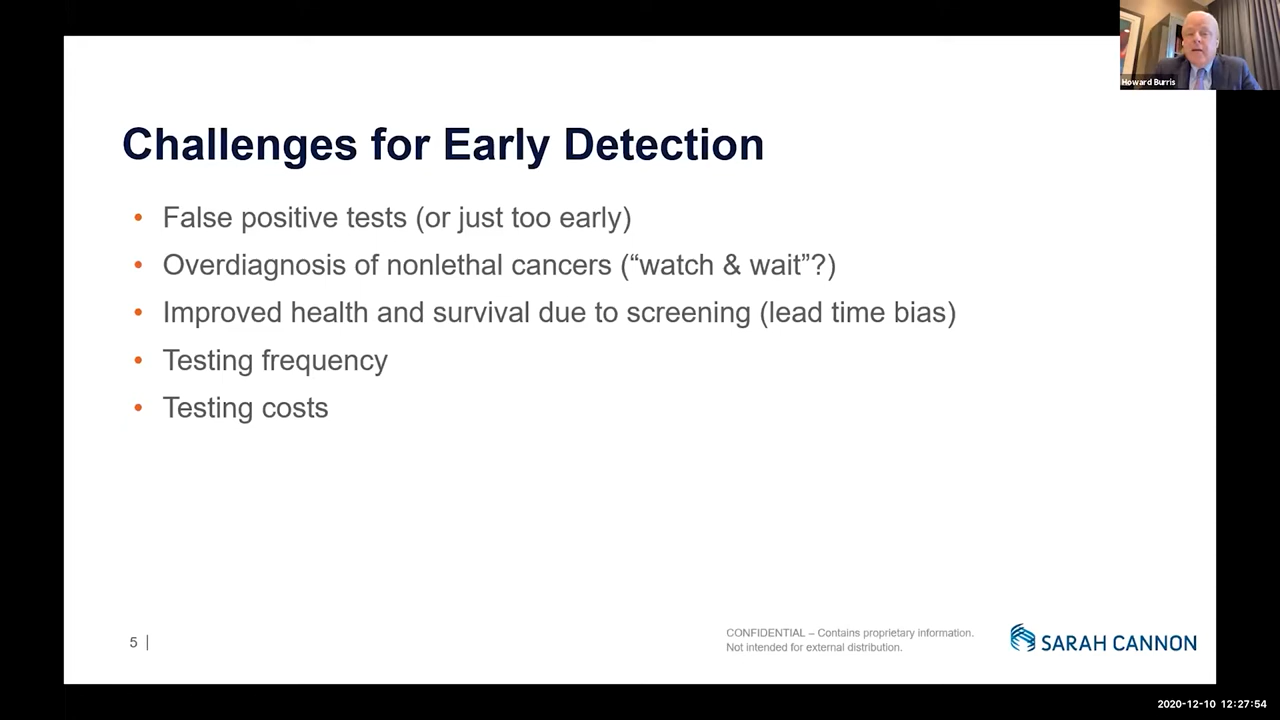 Howard Burris
Challenges for Early Detection
• False positive tests (or just too early)
• Overdiagnosis of nonlethal cancers (“watch & wait”?)
• Improved health and survival due to screening (lead time bias)
• Testing frequency
• Testing costs
5 |
CONFIDENTIAL – Contains proprietary information.
Not intended for external distribution.
SARAH CANNON
2020-12-10 12:27:54